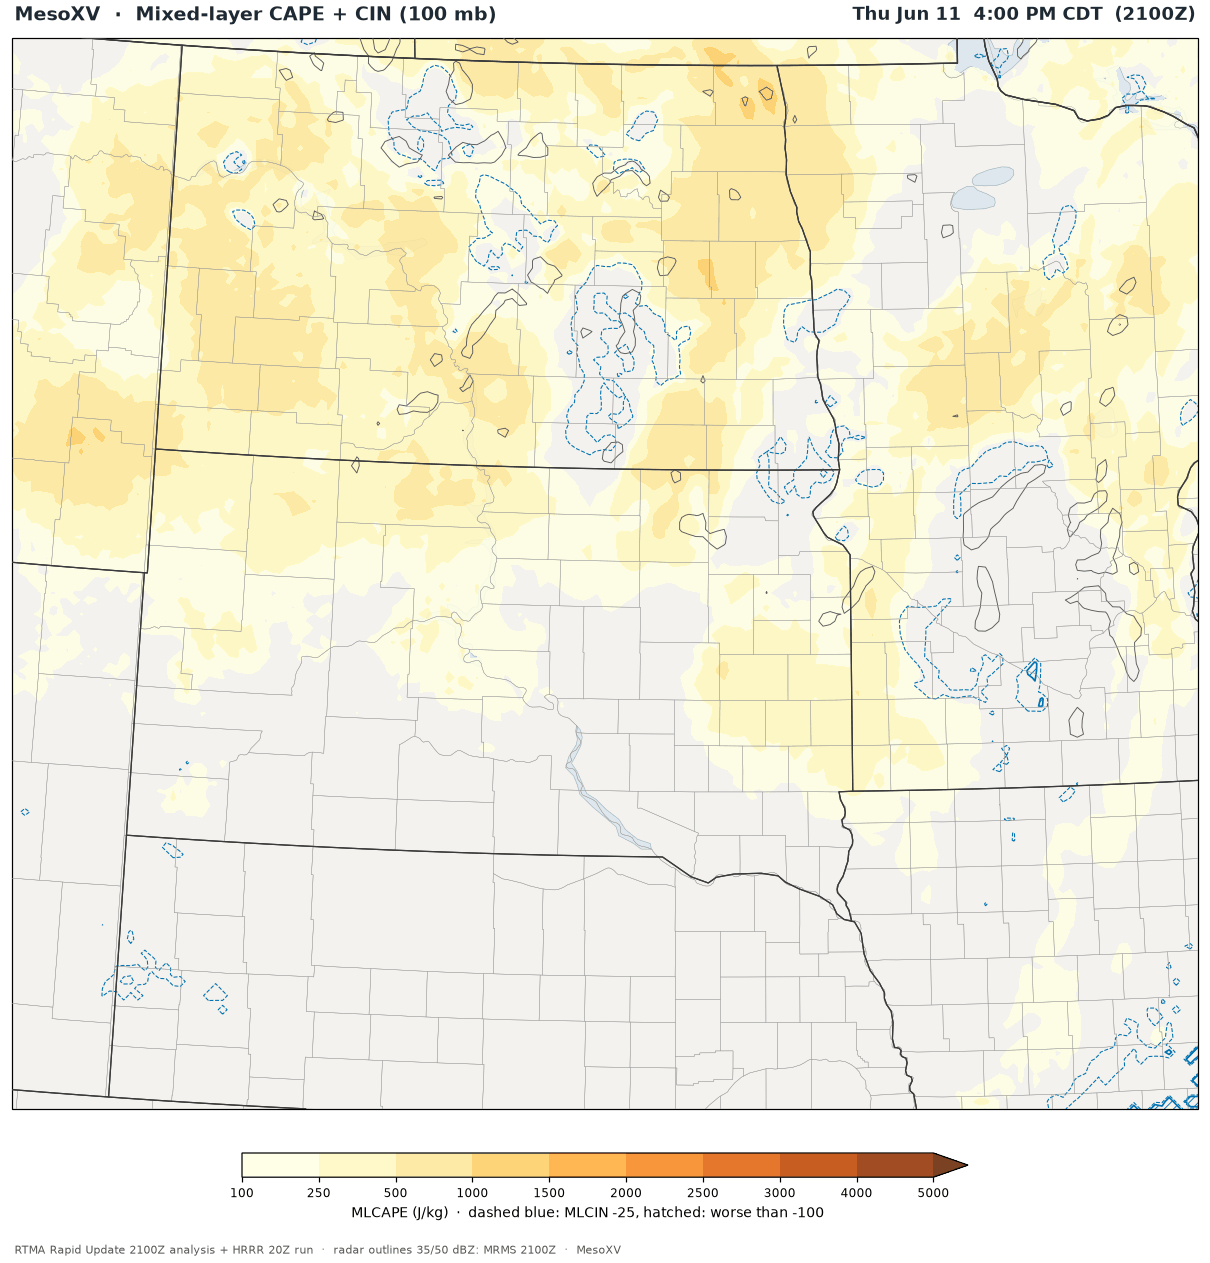 MesoXV · Mixed-layer CAPE + CIN (100 mb)
Thu Jun 11 4:00 PM CDT (2100Z)
100 250 500 1000 1500 2000 2500 3000 4000 5000
MLCAPE (J/kg) · dashed blue: MLCIN -25, hatched: worse than -100
RTMA Rapid Update 2100Z analysis + HRRR 20Z run · radar outlines 35/50 dBZ: MRMS 2100Z · MesoXV